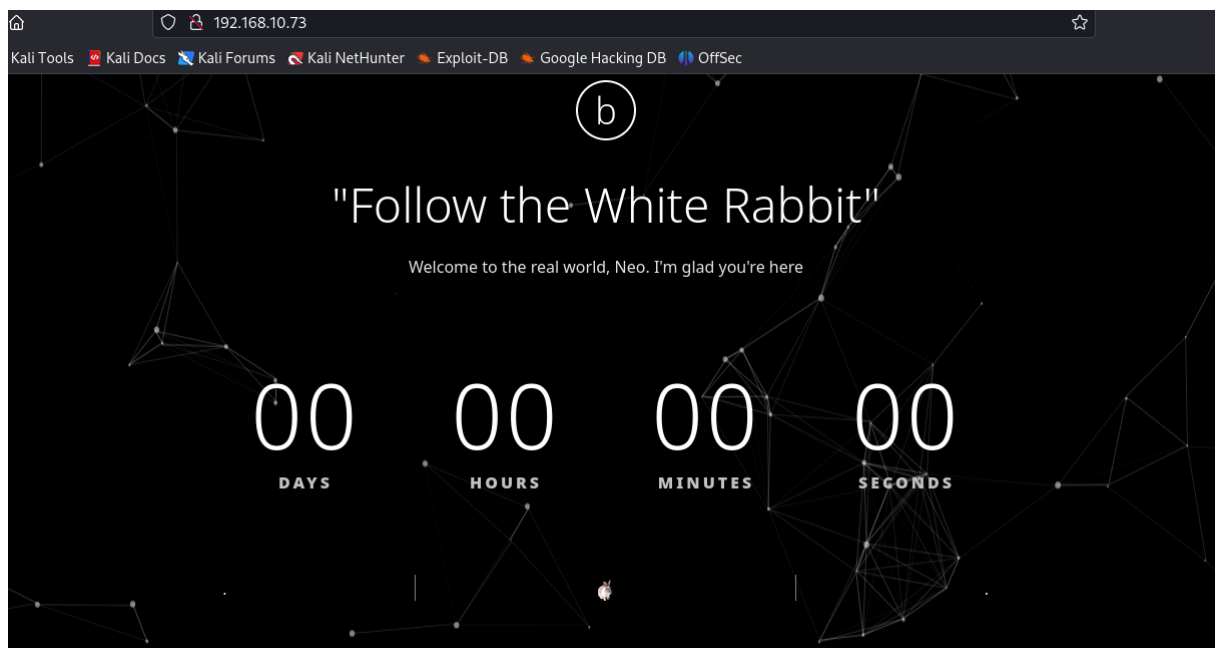 192.168.10.73
Kali Tools Kali Docs Kali Forums Kali NetHunter Exploit-DB Google Hacking DB OffSec
b
"Follow the White Rabbit"
Welcome to the real world, Neo. I'm glad you're here
00 00 00 00
DAYS HOURS MINUTES SECONDS